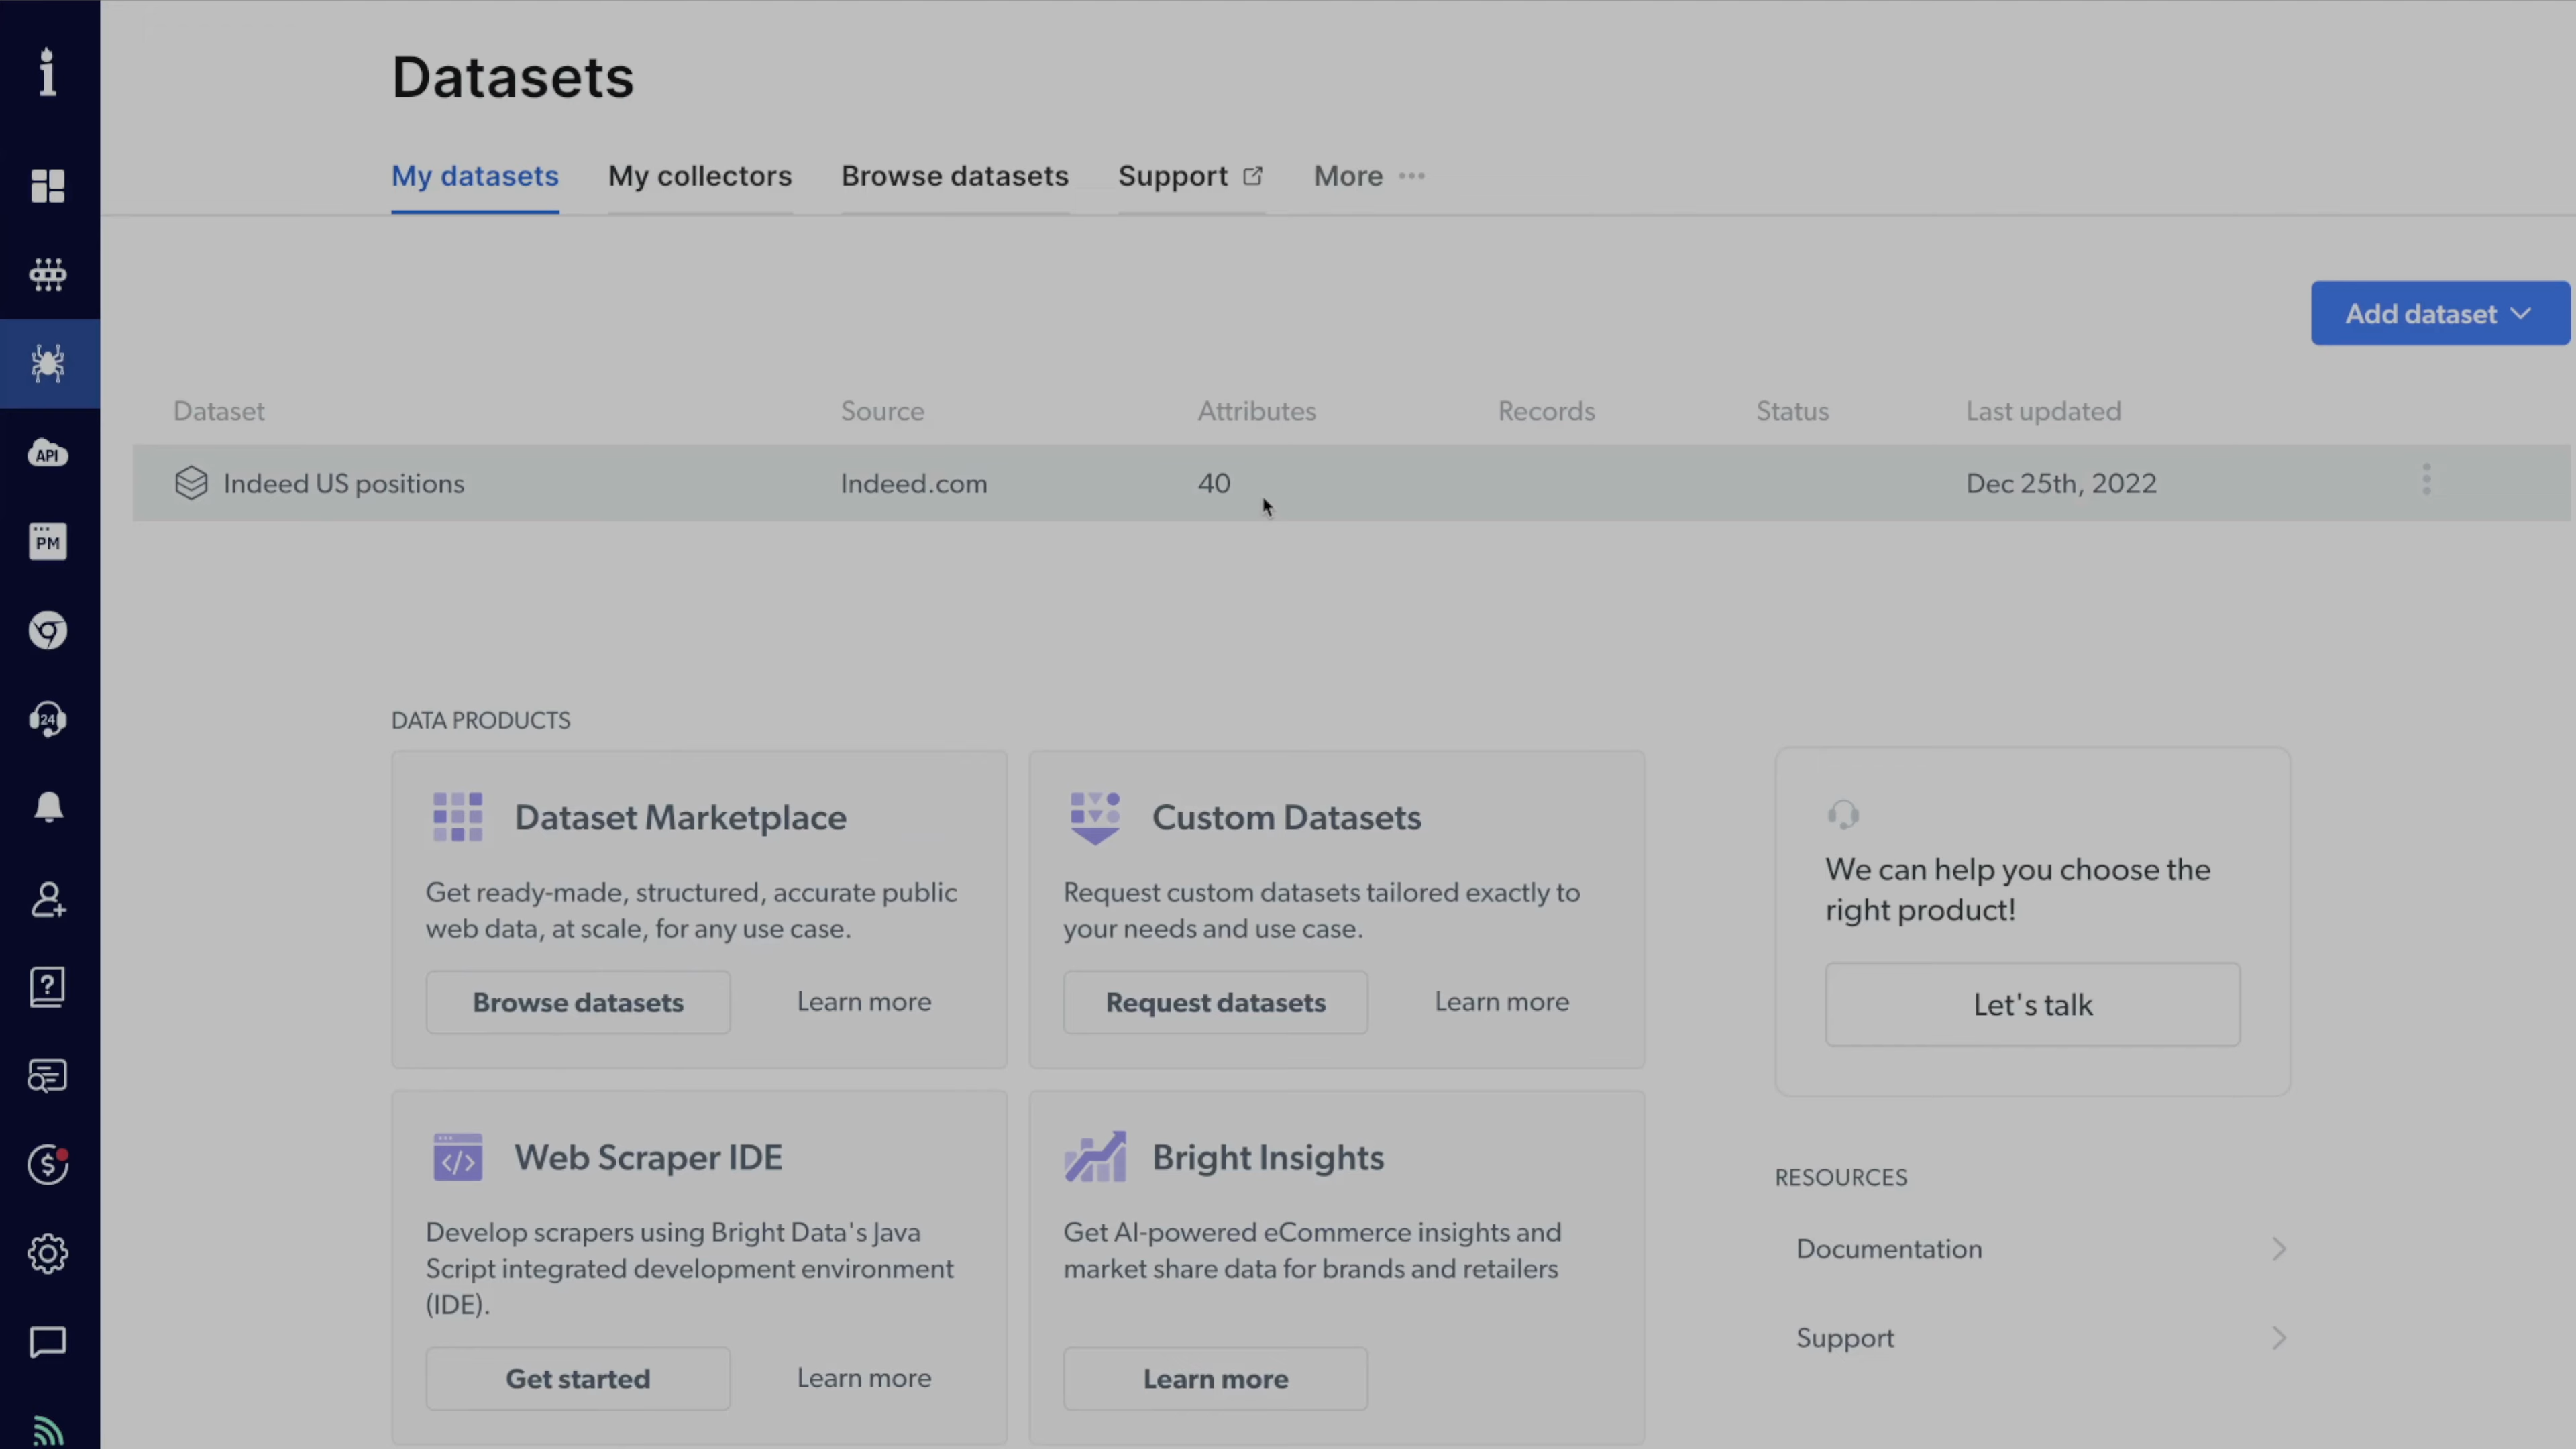 Datasets
My datasets
My collectors
Browse datasets
Support
More
Add dataset
Dataset
Source
Attributes
Records
Status
Last updated
Indeed US positions
Indeed.com
40
Dec 25th, 2022
API
PM
24
DATA PRODUCTS
Dataset Marketplace
Get ready-made, structured, accurate public
web data, at scale, for any use case.
Browse datasets
Learn more
Custom Datasets
Request custom datasets tailored exactly to
your needs and use case.
Request datasets
Learn more
We can help you choose the
right product!
Let's talk
Web Scraper IDE
Develop scrapers using Bright Data's Java
Script integrated development environment
(IDE).
Get started
Learn more
Bright Insights
Get AI-powered eCommerce insights and
market share data for brands and retailers
Learn more
RESOURCES
Documentation
Support